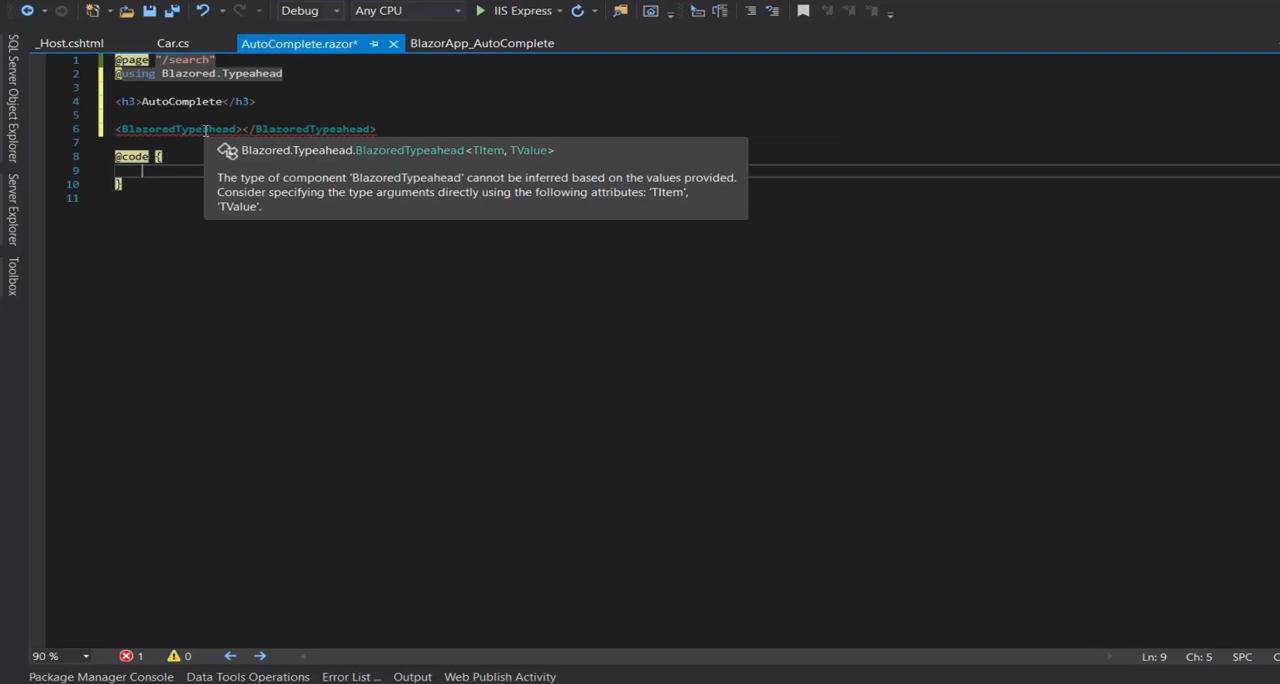 Debug Any CPU IIS Express
_Host.cshtml Car.cs AutoComplete.razor* BlazorApp_AutoComplete
SQL Server Object Explorer
Server Explorer
Toolbox
1 @page "/search"
2 @using Blazored.Typeahead
3
4 <h3>AutoComplete</h3>
5
6 <BlazoredTypeahead></BlazoredTypeahead>
7
8 @code {
9
10 }
11
Blazored.Typeahead.BlazoredTypeahead<TItem, TValue>
The type of component 'BlazoredTypeahead' cannot be inferred based on the values provided.
Consider specifying the type arguments directly using the following attributes: 'TItem',
'TValue'.
90 % 1 0 Ln: 9 Ch: 5 SPC
Package Manager Console Data Tools Operations Error List ... Output Web Publish Activity